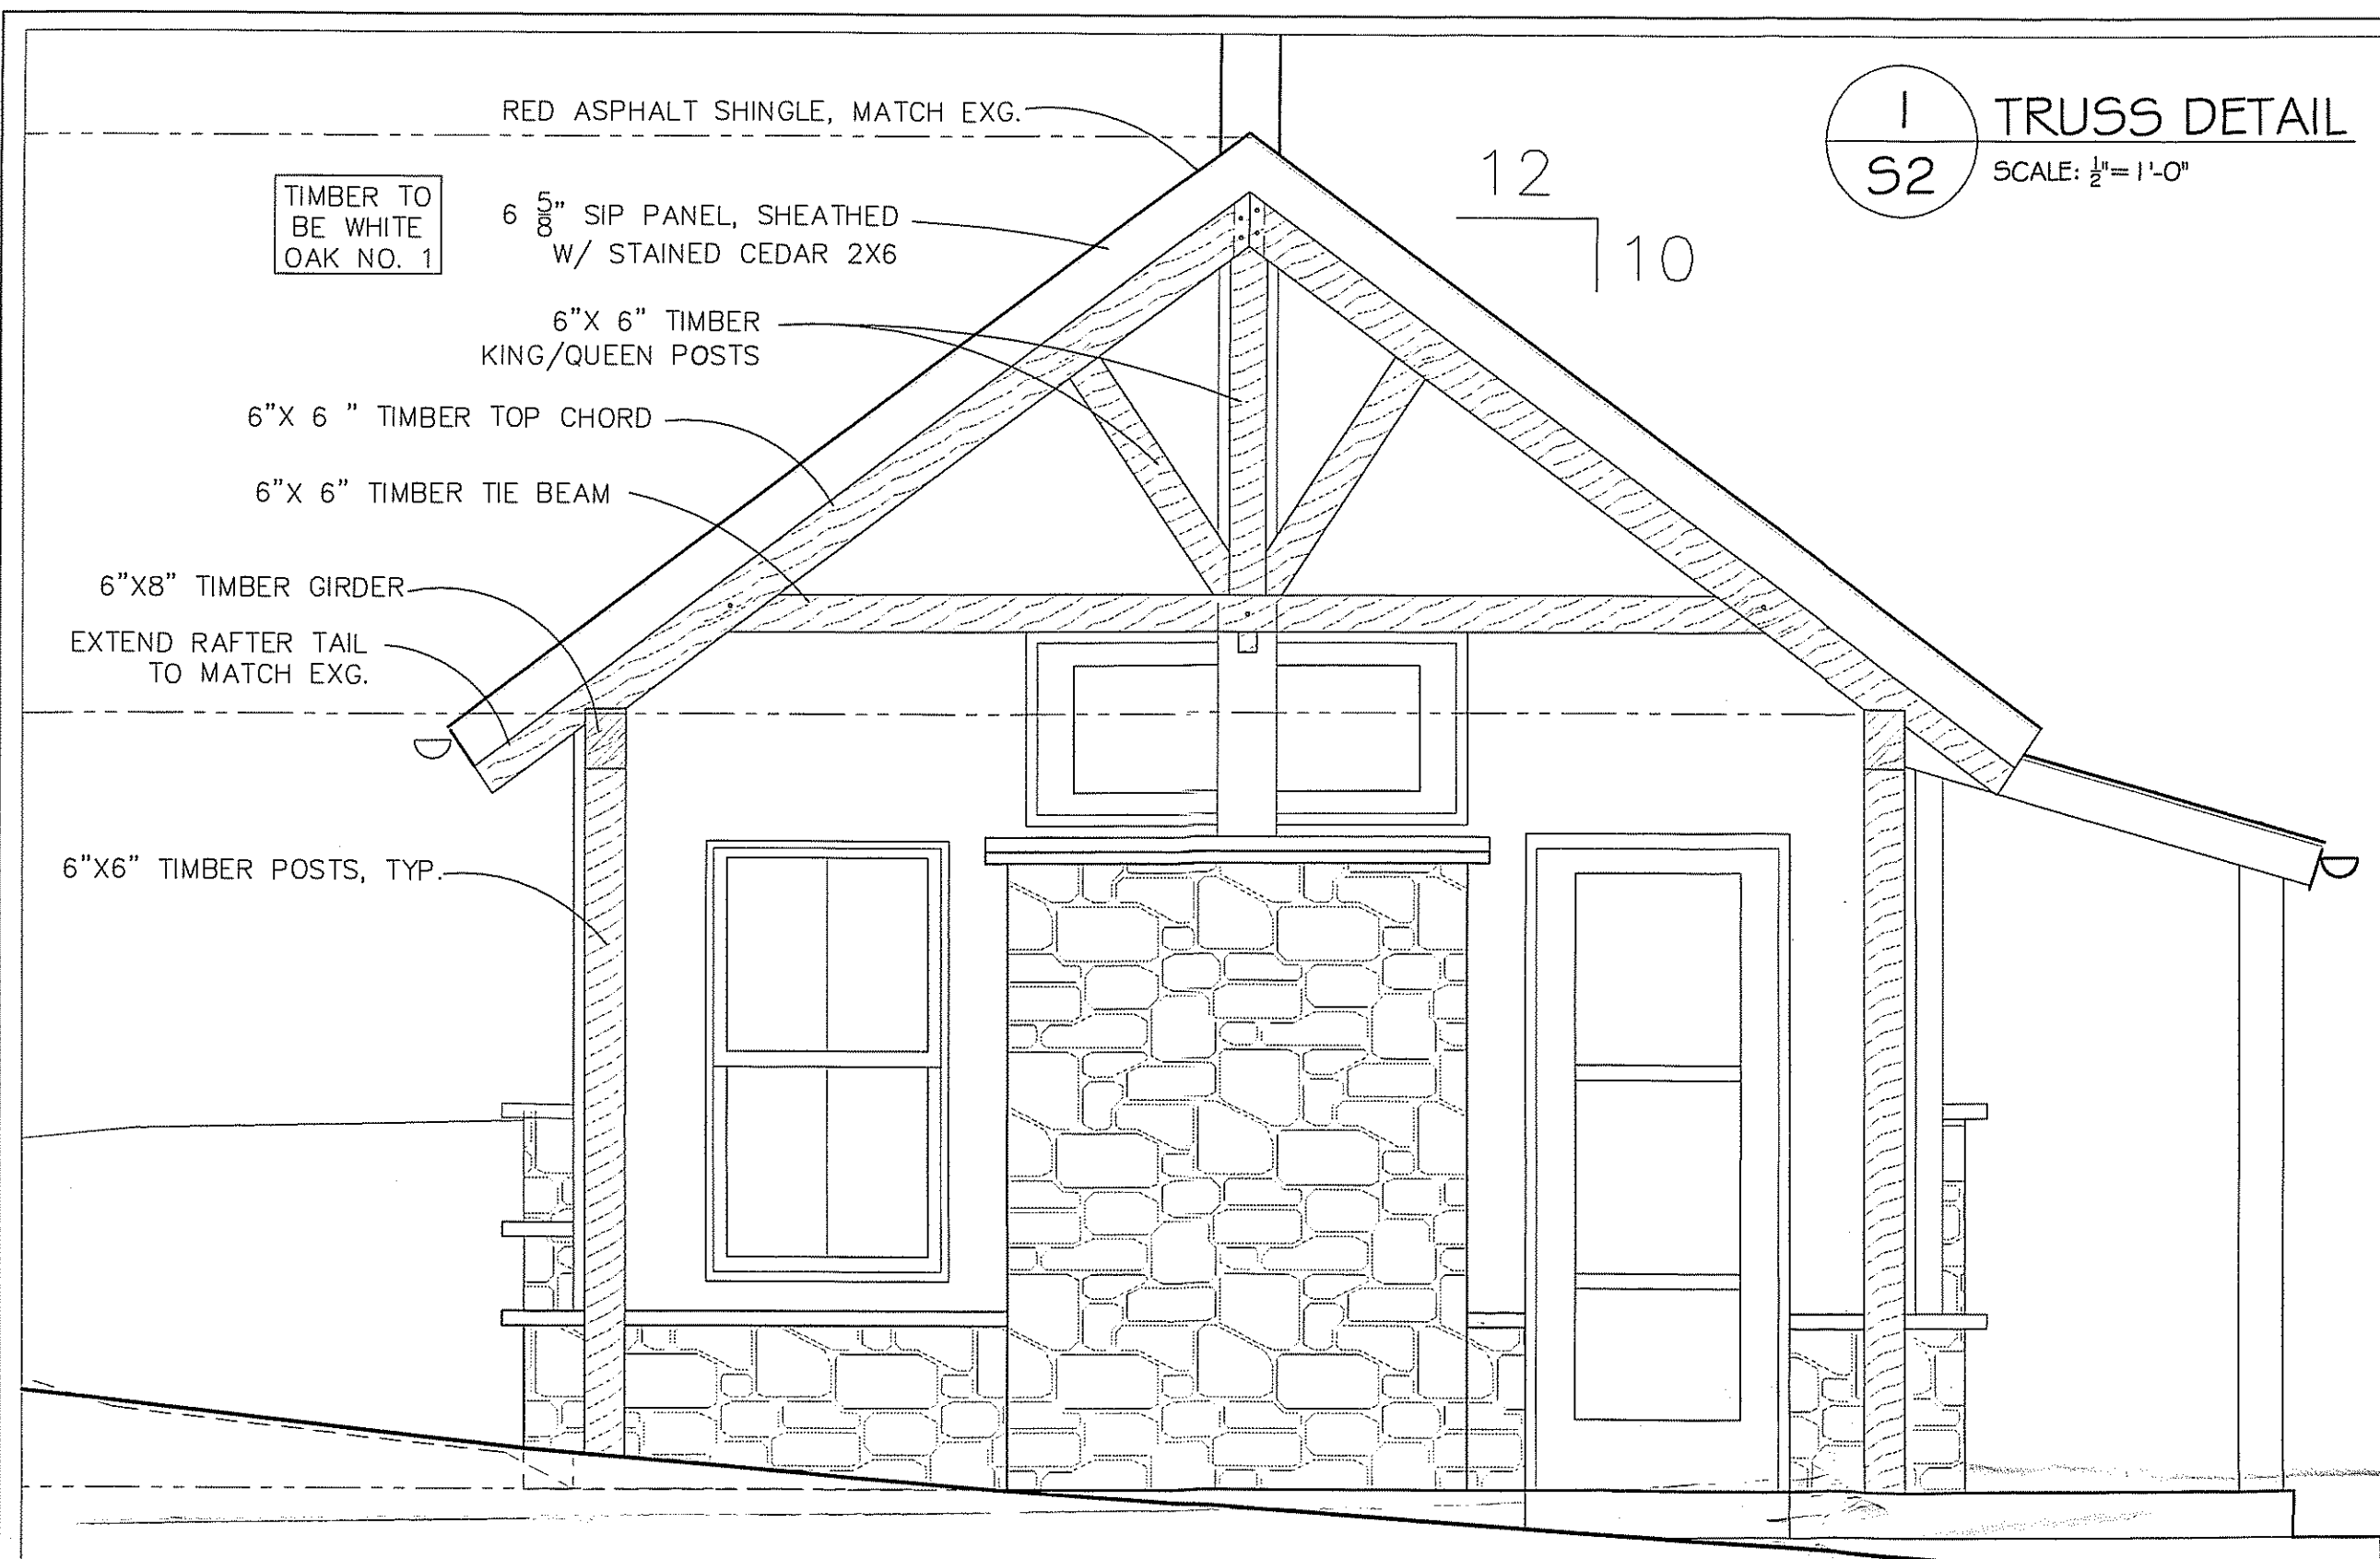 RED ASPHALT SHINGLE, MATCH EXG.
TIMBER TO
BE WHITE
OAK NO. 1
6 5/8" SIP PANEL, SHEATHED
W/ STAINED CEDAR 2X6
6"X 6" TIMBER
KING/QUEEN POSTS
6"X 6 " TIMBER TOP CHORD
6"X 6" TIMBER TIE BEAM
6"X8" TIMBER GIRDER
EXTEND RAFTER TAIL
TO MATCH EXG.
6"X6" TIMBER POSTS, TYP.
12
10
1
S2
TRUSS DETAIL
SCALE: 1/2"= 1'-0"